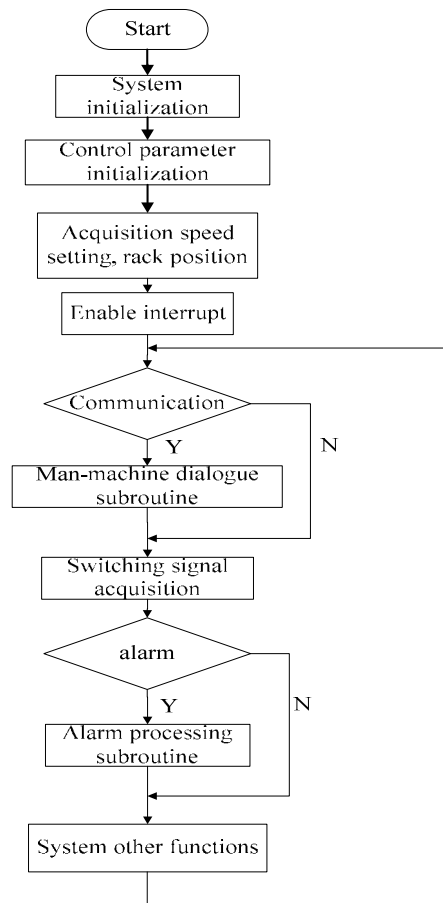 Start
System
initialization
Control parameter
initialization
Acquisition speed
setting, rack position
Enable interrupt
Communication
N
Y
Man-machine dialogue
subroutine
Switching signal
acquisition
alarm
N
Y
Alarm processing
subroutine
System other functions